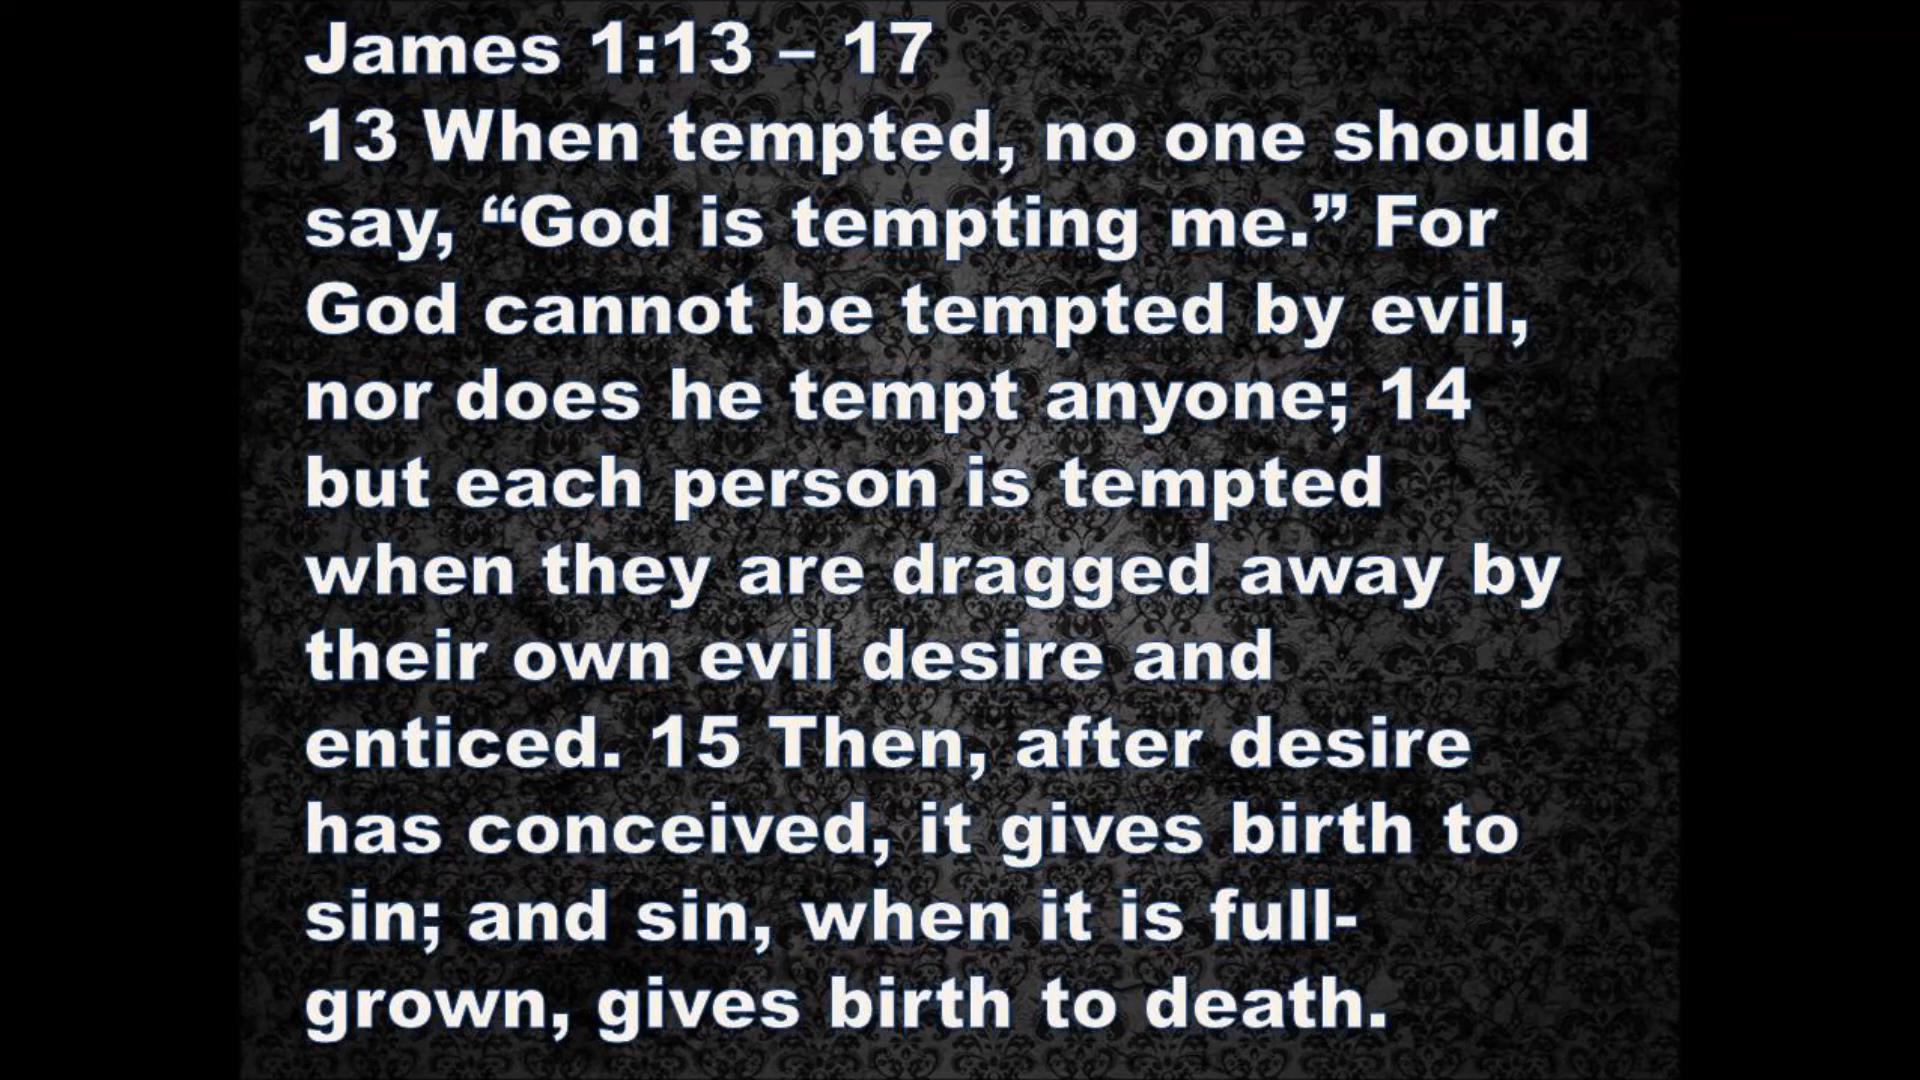 James 1:13 – 17
13 When tempted, no one should
say, “God is tempting me.” For
God cannot be tempted by evil,
nor does he tempt anyone; 14
but each person is tempted
when they are dragged away by
their own evil desire and
enticed. 15 Then, after desire
has conceived, it gives birth to
sin; and sin, when it is full-
grown, gives birth to death.